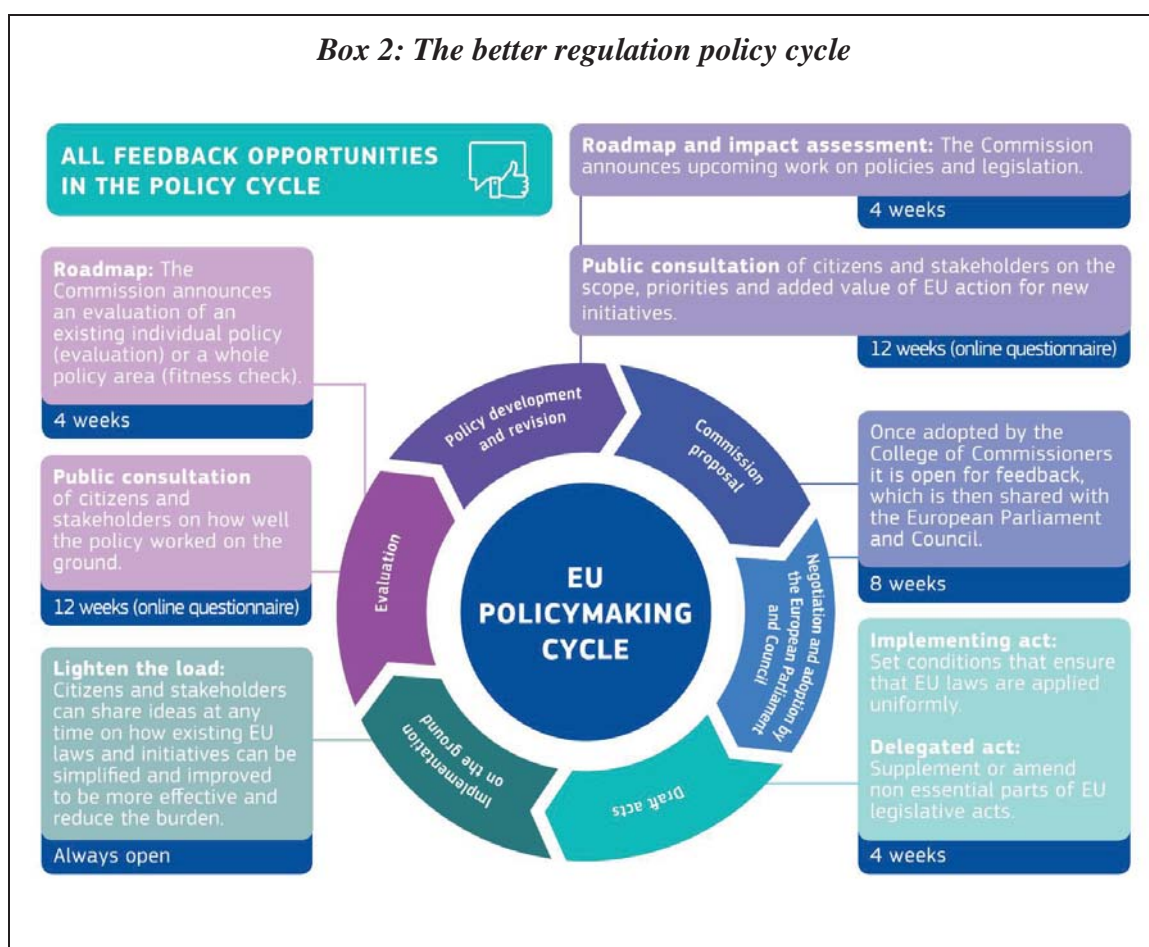 Box 2: The better regulation policy cycle
ALL FEEDBACK OPPORTUNITIES
IN THE POLICY CYCLE
Roadmap and impact assessment: The Commission
announces upcoming work on policies and legislation.
4 weeks
Public consultation of citizens and stakeholders on the
scope, priorities and added value of EU action for new
initiatives.
12 weeks (online questionnaire)
Roadmap: The
Commission announces
an evaluation of an
existing individual policy
(evaluation) or a whole
policy area (fitness check).
4 weeks
Public consultation
of citizens and
stakeholders on how well
the policy worked on the
ground.
12 weeks (online questionnaire)
Lighten the load:
Citizens and stakeholders
can share ideas at any
time on how existing EU
laws and initiatives can be
simplified and improved
to be more effective and
reduce the burden.
Always open
Policy development
and revision
Commission
proposal
Negotiation and adoption by
the European Parliament
and Council
Draft acts
Implementation
on the ground
Evaluation
EU
POLICYMAKING
CYCLE
Once adopted by the
College of Commissioners
it is open for feedback,
which is then shared with
the European Parliament
and Council.
8 weeks
Implementing act:
Set conditions that ensure
that EU laws are applied
uniformly.
Delegated act:
Supplement or amend
non essential parts of EU
legislative acts.
4 weeks